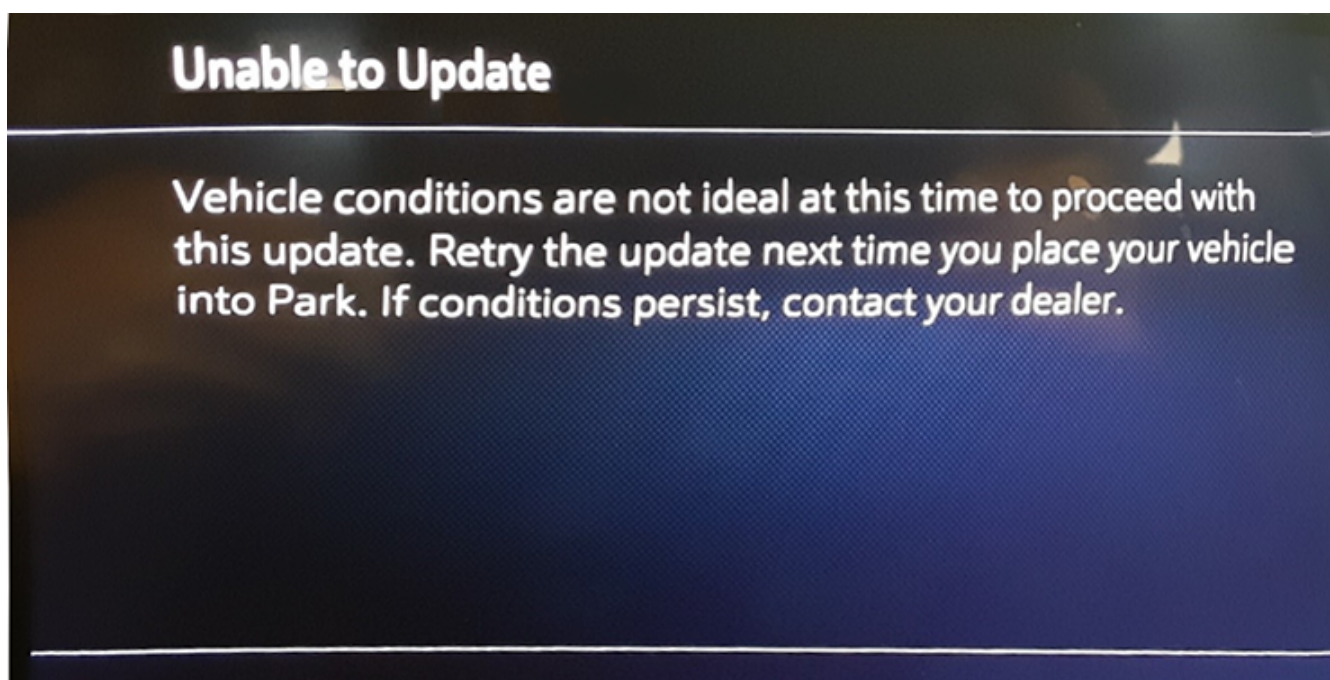 Unable to Update
Vehicle conditions are not ideal at this time to proceed with
this update. Retry the update next time you place your vehicle
into Park. If conditions persist, contact your dealer.